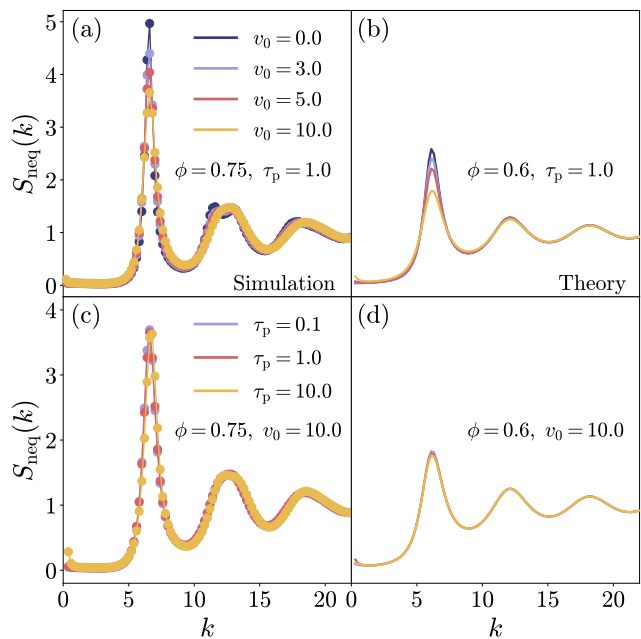 (a)
v₀ = 0.0
v₀ = 3.0
v₀ = 5.0
v₀ = 10.0
ϕ = 0.75, τₚ = 1.0
Simulation
S_neq(k)
5
4
3
2
1
0
(b)
ϕ = 0.6, τₚ = 1.0
Theory
(c)
τₚ = 0.1
τₚ = 1.0
τₚ = 10.0
ϕ = 0.75, v₀ = 10.0
S_neq(k)
4
3
2
1
0
0 5 10 15 20
k
(d)
ϕ = 0.6, v₀ = 10.0
0 5 10 15 20
k